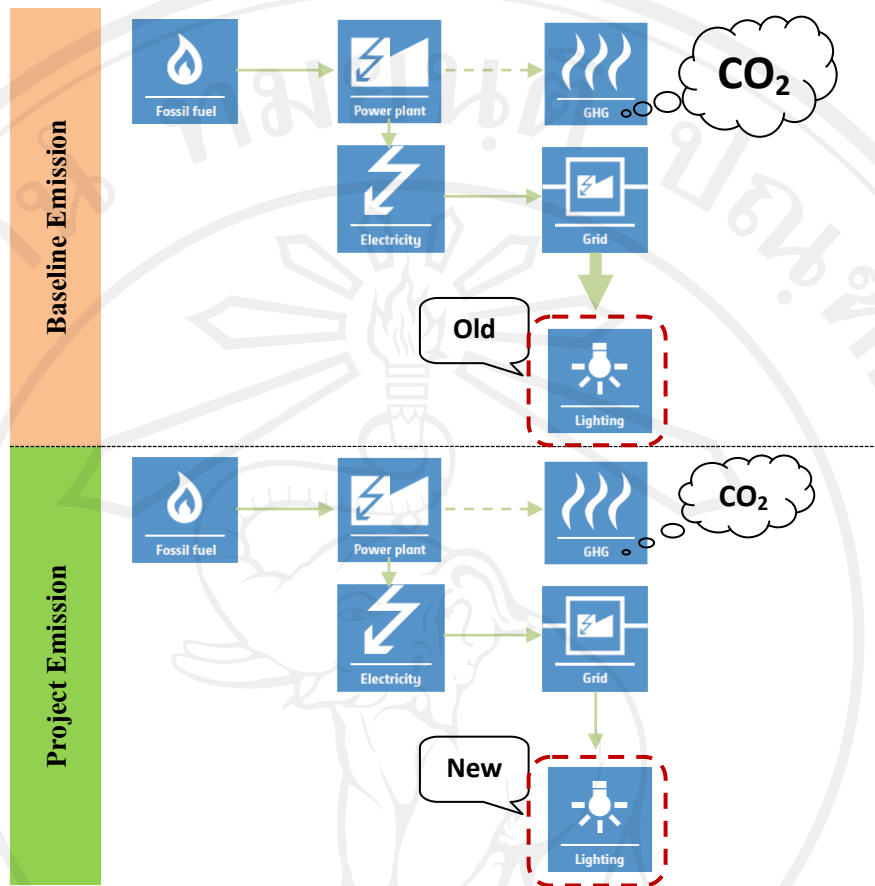 Baseline Emission
Fossil fuel
Power plant
GHG
CO₂
Electricity
Grid
Old
Lighting
Project Emission
Fossil fuel
Power plant
GHG
CO₂
Electricity
Grid
New
Lighting